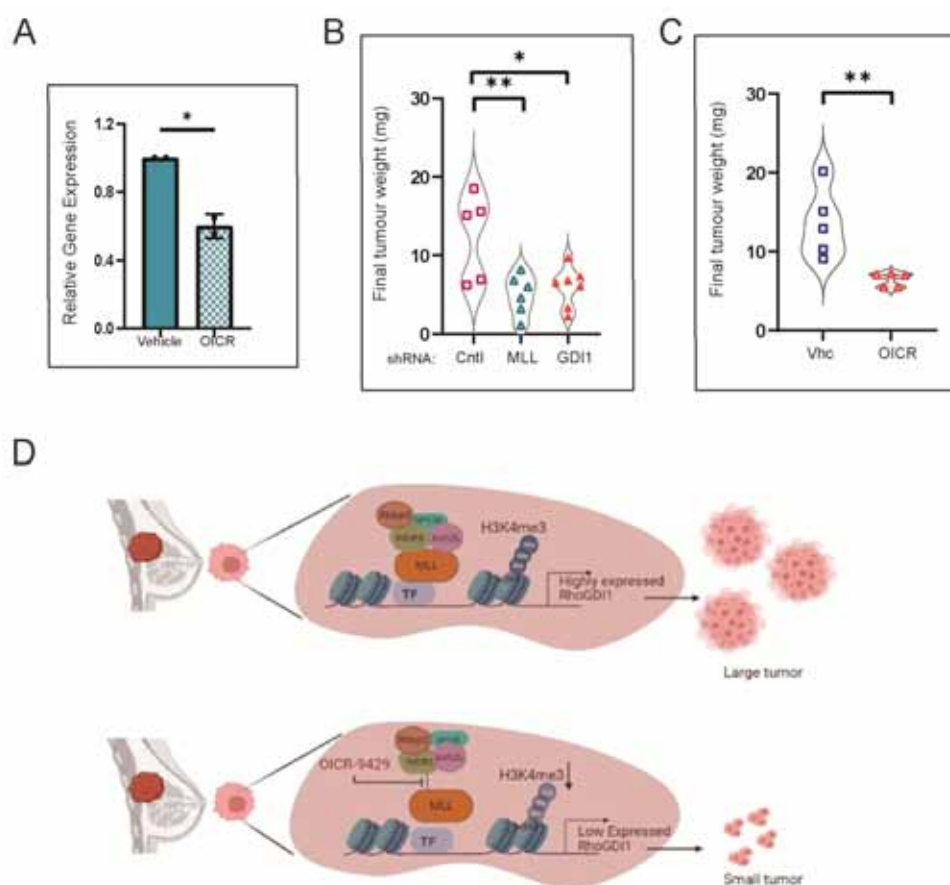 A
Relative Gene Expression
1.2
0.8
0.4
0.0
*
Vehicle OICR
B
Final tumour weight (mg)
30
20
10
0
*
**
shRNA: Cntl MLL GDI1
C
Final tumour weight (mg)
30
20
10
0
**
Vhc OICR
D
H3K4me3
MLL
TF
Highly expressed
RhoGDI1
Large tumor
OICR-9429
H3K4me3
MLL
TF
Low Expressed
RhoGDI1
Small tumor